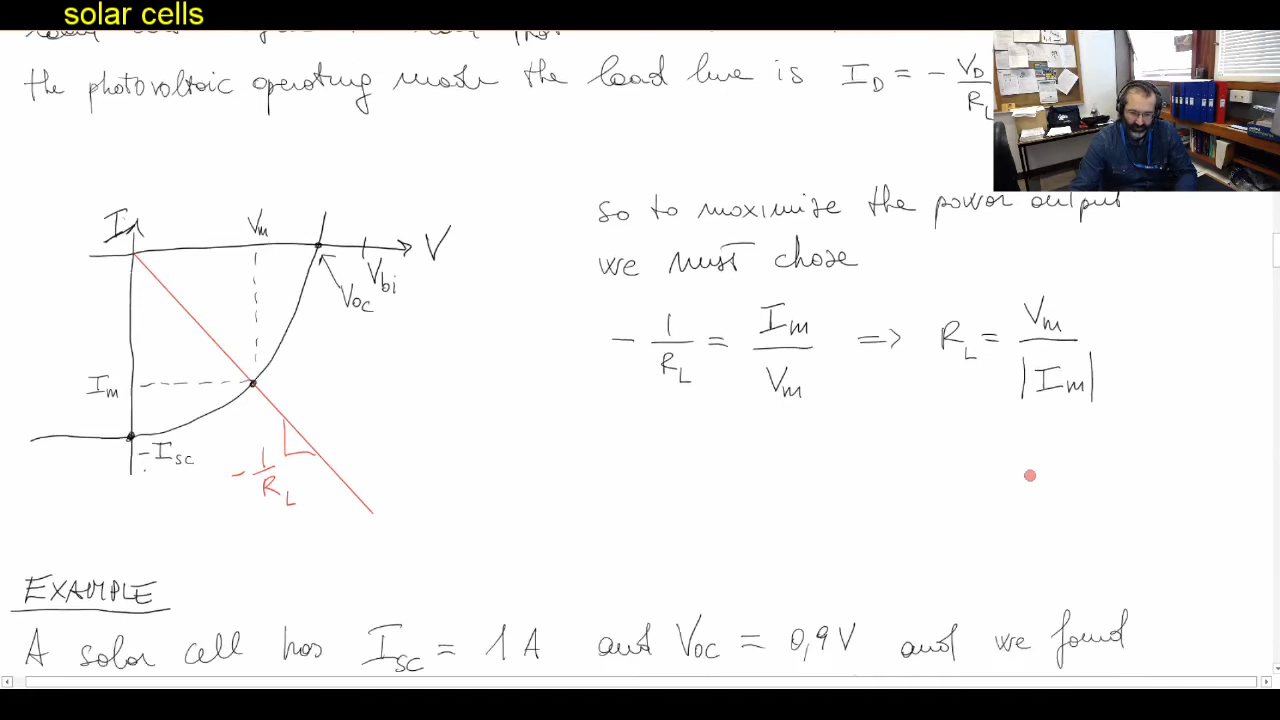 solar cells
the photovoltoic operating mode the load line is I_D = - V_D / R_L
I
V_m
V
V_bi
V_oc
I_m
-I_sc
- 1 / R_L
so to moximize the power output
we must chose
- 1 / R_L = I_m / V_m => R_L = V_m / |I_m|
EXAMPLE
A solar cell has I_sc = 1 A and V_oc = 0,9 V and we found